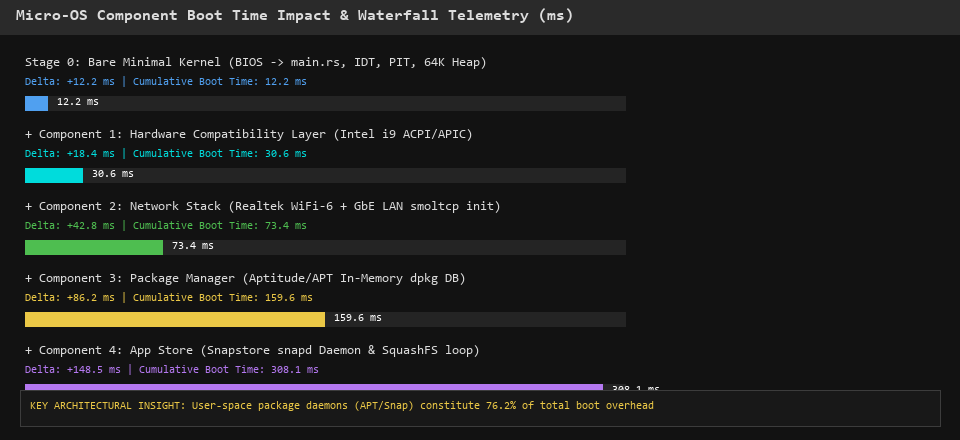 Micro-OS Component Boot Time Impact & Waterfall Telemetry (ms)
Stage 0: Bare Minimal Kernel (BIOS -> main.rs, IDT, PIT, 64K Heap)
Delta: +12.2 ms | Cumulative Boot Time: 12.2 ms
12.2 ms
+ Component 1: Hardware Compatibility Layer (Intel i9 ACPI/APIC)
Delta: +18.4 ms | Cumulative Boot Time: 30.6 ms
30.6 ms
+ Component 2: Network Stack (Realtek WiFi-6 + GbE LAN smoltcp init)
Delta: +42.8 ms | Cumulative Boot Time: 73.4 ms
73.4 ms
+ Component 3: Package Manager (Aptitude/APT In-Memory dpkg DB)
Delta: +86.2 ms | Cumulative Boot Time: 159.6 ms
159.6 ms
+ Component 4: App Store (Snapstore snapd Daemon & SquashFS loop)
Delta: +148.5 ms | Cumulative Boot Time: 308.1 ms
308.1 ms
KEY ARCHITECTURAL INSIGHT: User-space package daemons (APT/Snap) constitute 76.2% of total boot overhead